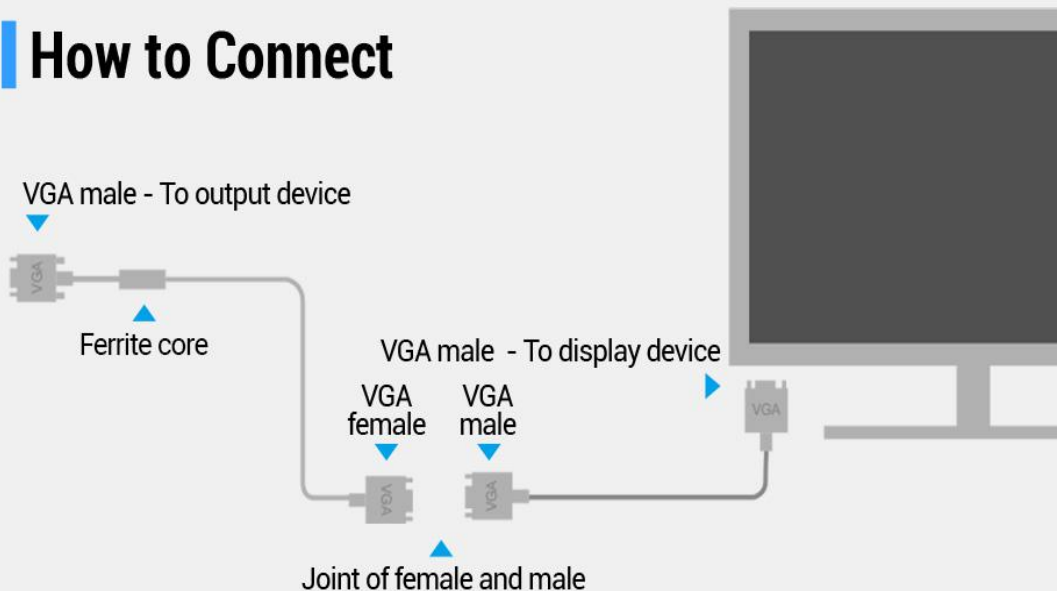 How to Connect
VGA male - To output device
VGA
Ferrite core
VGA male - To display device
VGA
female
VGA
male
VGA
VGA
VGA
Joint of female and male